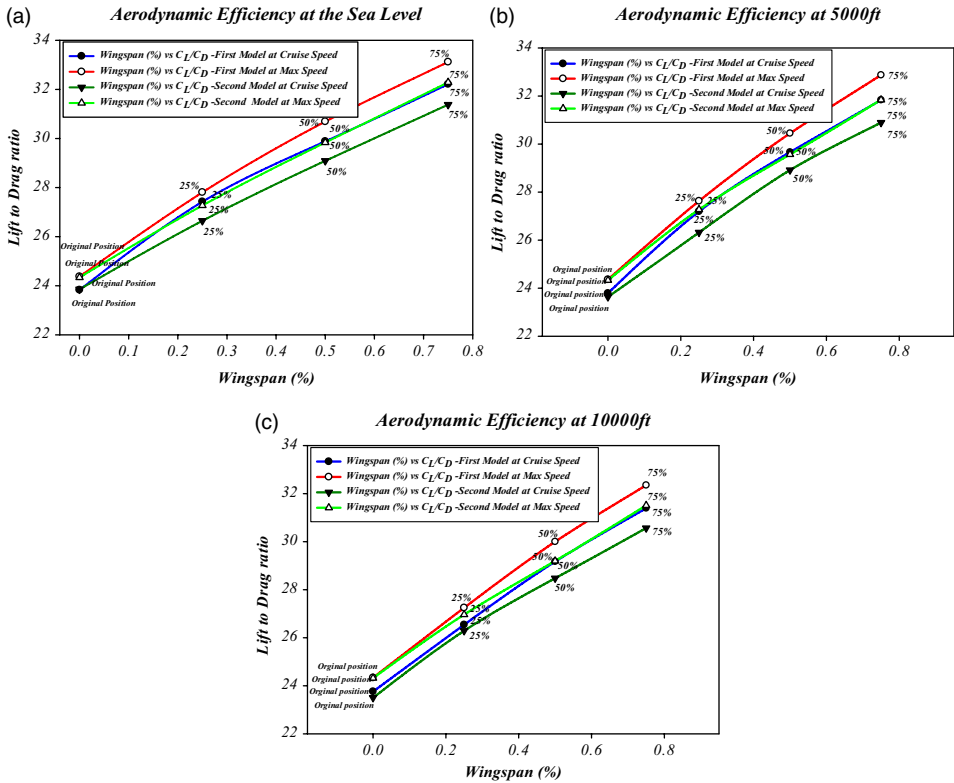 (a)
Aerodynamic Efficiency at the Sea Level
34
32
30
28
26
24
22
Lift to Drag ratio
Wingspan (%) vs CL/CD -First Model at Cruise Speed
Wingspan (%) vs CL/CD -First Model at Max Speed
Wingspan (%) vs CL/CD -Second Model at Cruise Speed
Wingspan (%) vs CL/CD -Second Model at Max Speed
75%
75%
75%
75%
50%
50%
50%
50%
25%
25%
25%
25%
Original Position
Original Position
Original Position
Original Position
0.0 0.1 0.2 0.3 0.4 0.5 0.6 0.7 0.8
Wingspan (%)
(b)
Aerodynamic Efficiency at 5000ft
34
32
30
28
26
24
22
Lift to Drag ratio
Wingspan (%) vs CL/CD -First Model at Cruise Speed
Wingspan (%) vs CL/CD -First Model at Max Speed
Wingspan (%) vs CL/CD -Second Model at Cruise Speed
Wingspan (%) vs CL/CD -Second Model at Max Speed
75%
75%
75%
75%
50%
50% 50%
50%
25%
25%
25%
25%
Orginal position
Orginal position
Orginal position
Orginal position
0.0 0.2 0.4 0.6 0.8
Wingspan (%)
(c)
Aerodynamic Efficiency at 10000ft
34
32
30
28
26
24
22
Lift to Drag ratio
Wingspan (%) vs CL/CD -First Model at Cruise Speed
Wingspan (%) vs CL/CD -First Model at Max Speed
Wingspan (%) vs CL/CD -Second Model at Cruise Speed
Wingspan (%) vs CL/CD -Second Model at Max Speed
75%
75%
75%
75%
50%
50%
50%
50%
25%
25%
25%
25%
Orginal position
Orginal position
Orginal position
Orginal position
0.0 0.2 0.4 0.6 0.8
Wingspan (%)